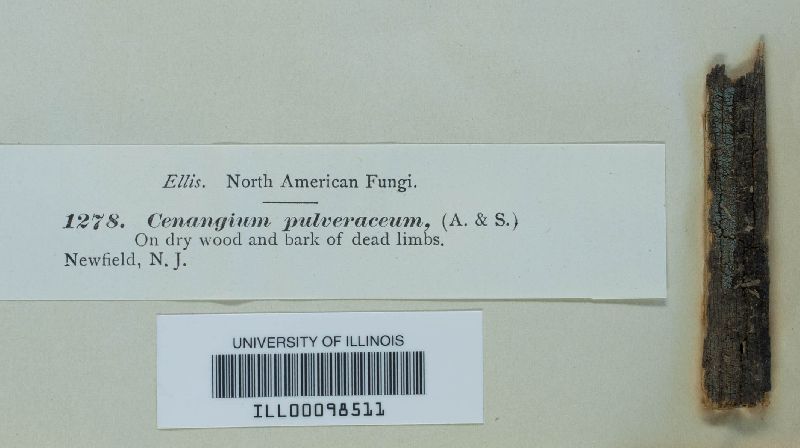 Ellis. North American Fungi.
1278. Cenangium pulveraceum, (A. & S.)
On dry wood and bark of dead limbs.
Newfield, N. J.
UNIVERSITY OF ILLINOIS
ILL00098511